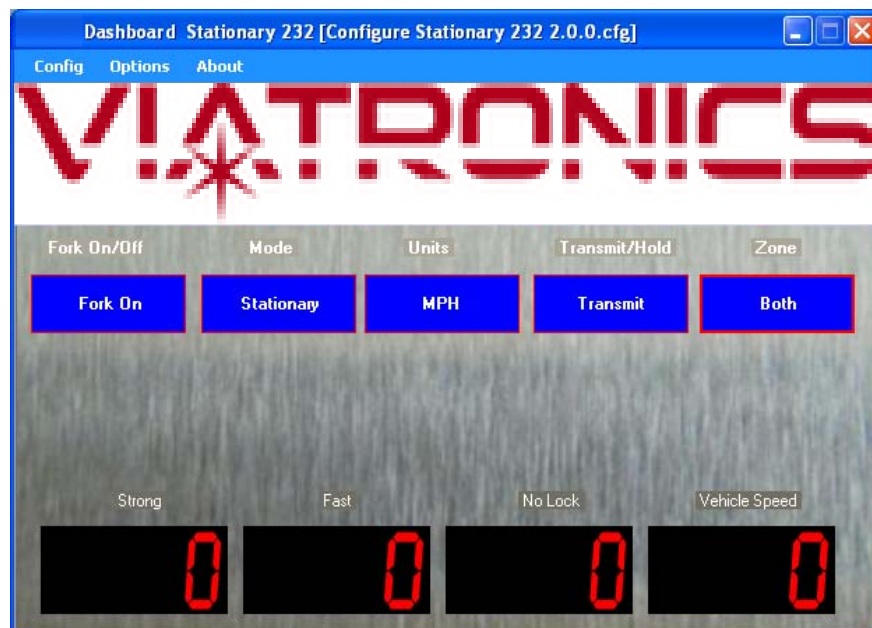 Dashboard Stationary 232 [Configure Stationary 232 2.0.0.cfg]
Config Options About
VIATRONICS
Fork On/Off Mode Units Transmit/Hold Zone
Fork On Stationary MPH Transmit Both
Strong Fast No Lock Vehicle Speed
0 0 0 0